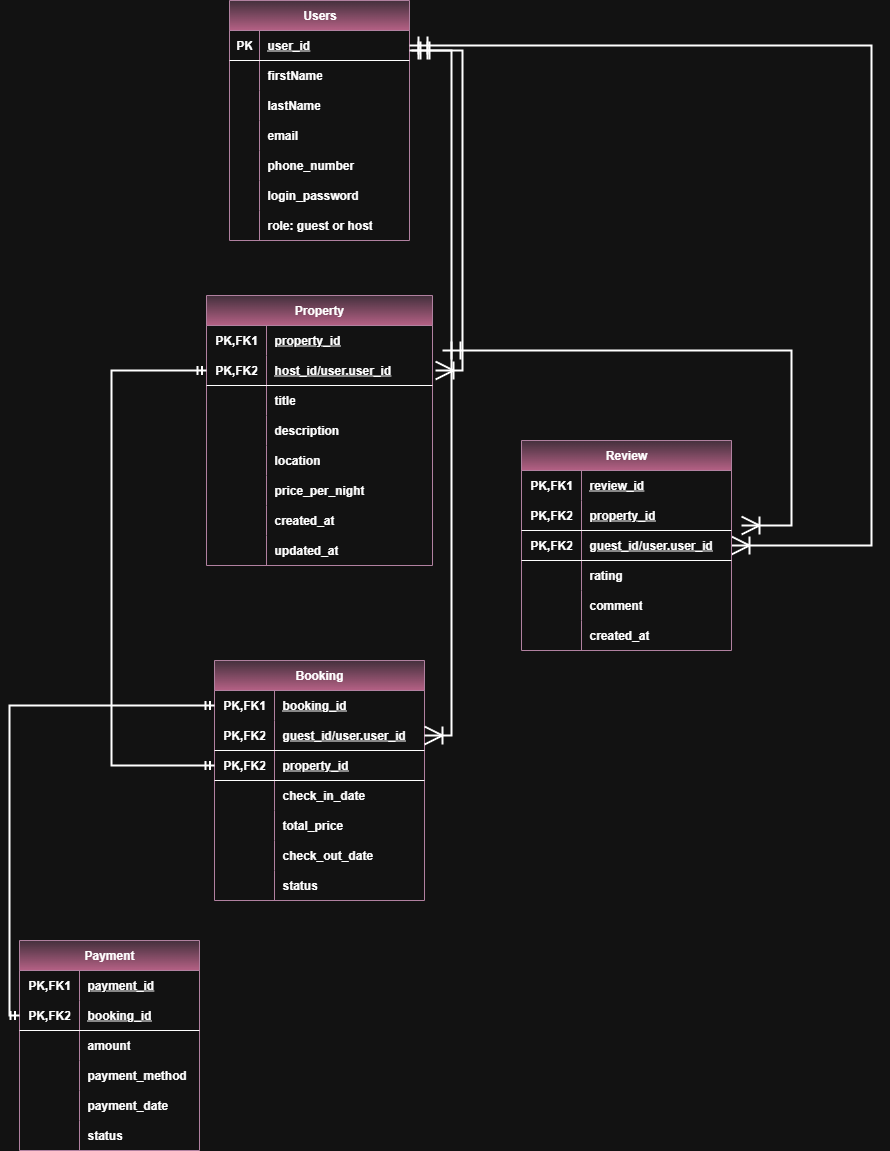 Users
PK user_id
firstName
lastName
email
phone_number
login_password
role: guest or host
Property
PK,FK1 property_id
PK,FK2 host_id/user.user_id
title
description
location
price_per_night
created_at
updated_at
Review
PK,FK1 review_id
PK,FK2 property_id
PK,FK2 guest_id/user.user_id
rating
comment
created_at
Booking
PK,FK1 booking_id
PK,FK2 guest_id/user.user_id
PK,FK2 property_id
check_in_date
total_price
check_out_date
status
Payment
PK,FK1 payment_id
PK,FK2 booking_id
amount
payment_method
payment_date
status